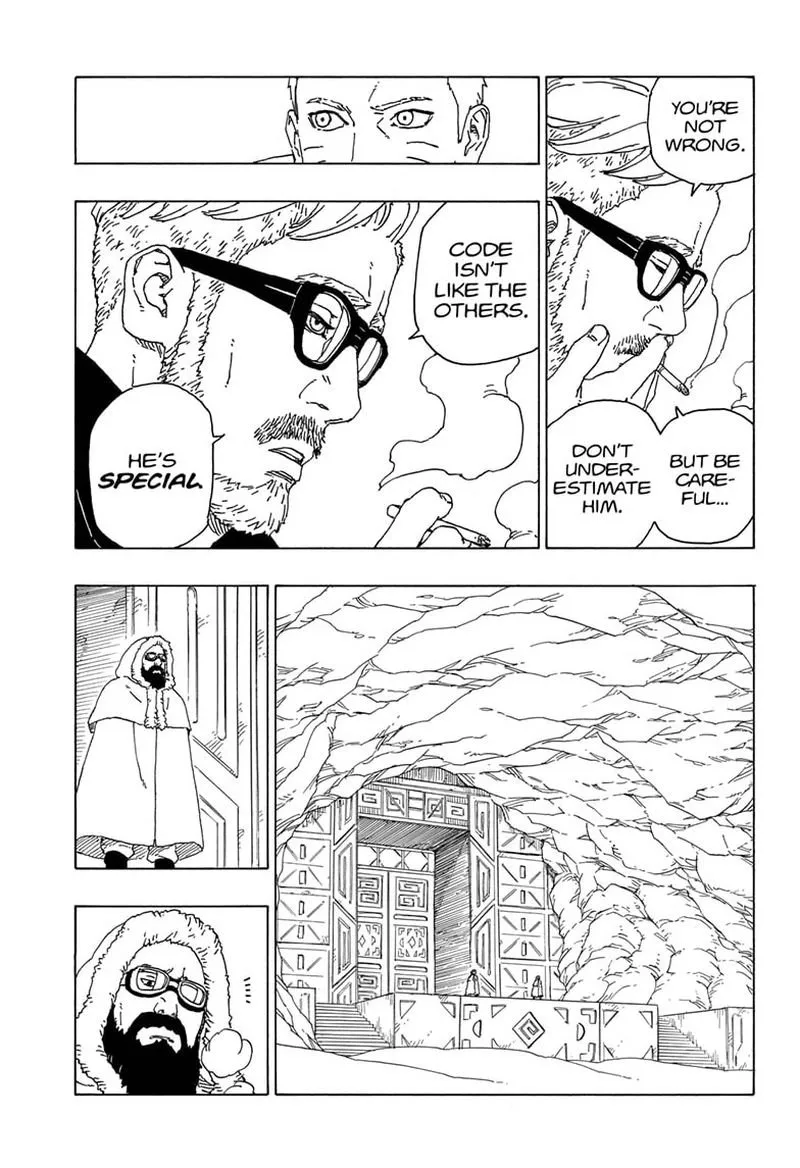 YOU'RE
NOT
WRONG.
BUT BE
CARE-
FUL...
DON'T
UNDER-
ESTIMATE
HIM.
CODE
ISN'T
LIKE THE
OTHERS.
HE'S
SPECIAL.